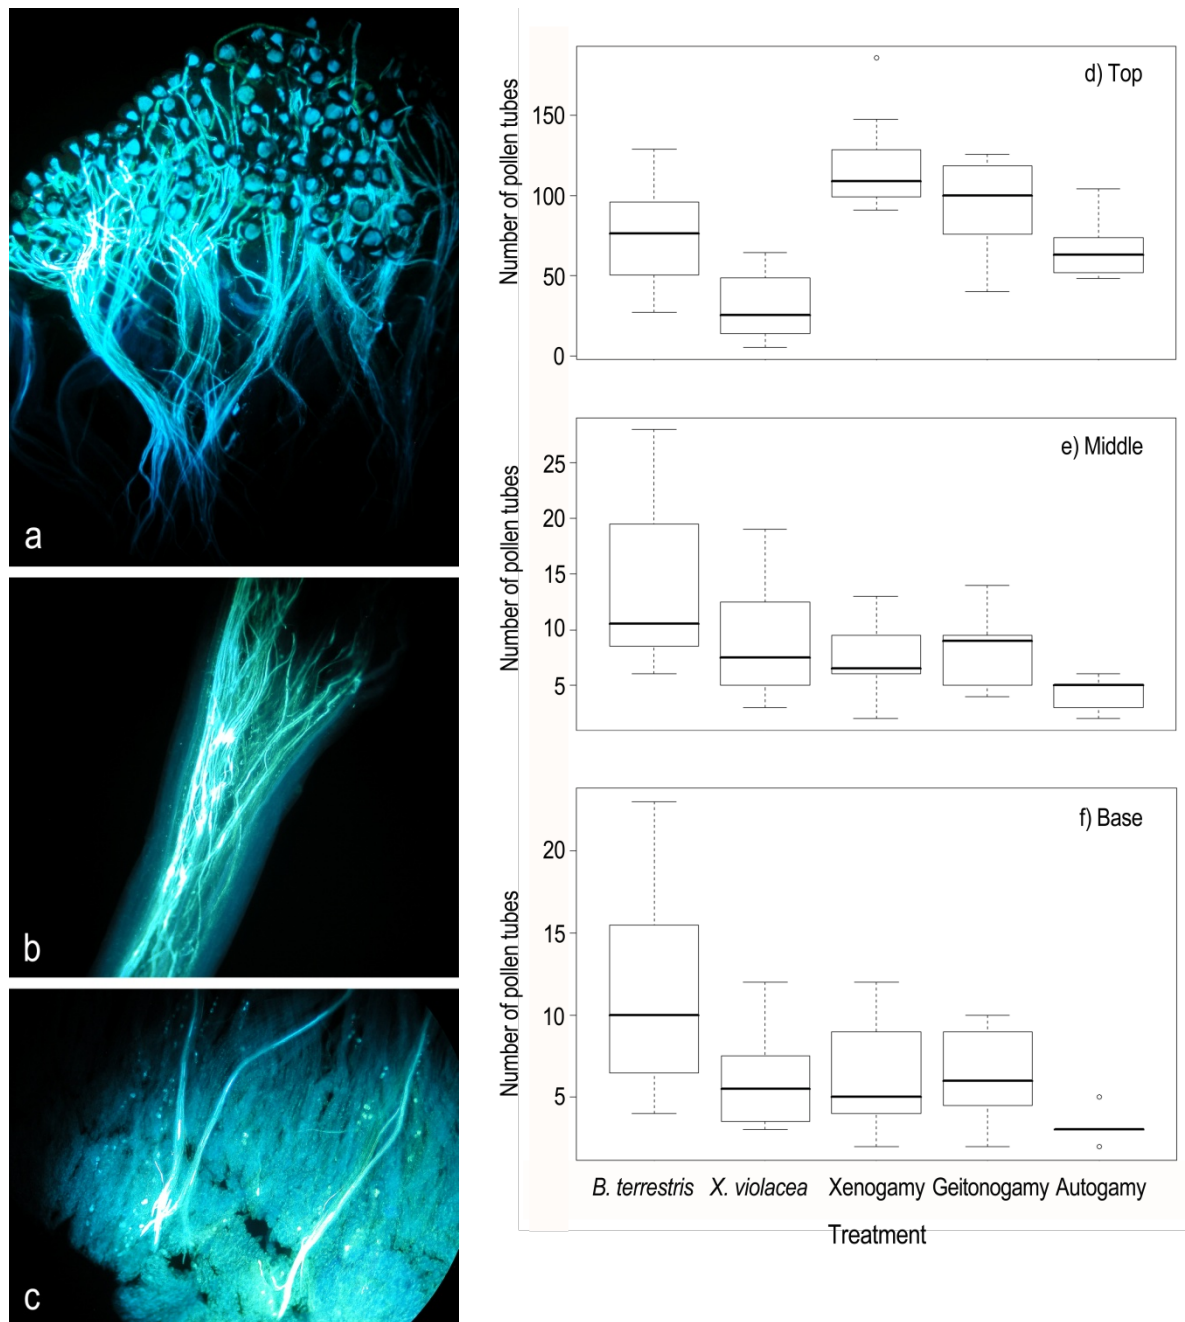 a
b
c
d) Top
Number of pollen tubes
150
100
50
0
e) Middle
Number of pollen tubes
25
20
15
10
5
f) Base
Number of pollen tubes
20
15
10
5
B. terrestris X. violacea Xenogamy Geitonogamy Autogamy
Treatment